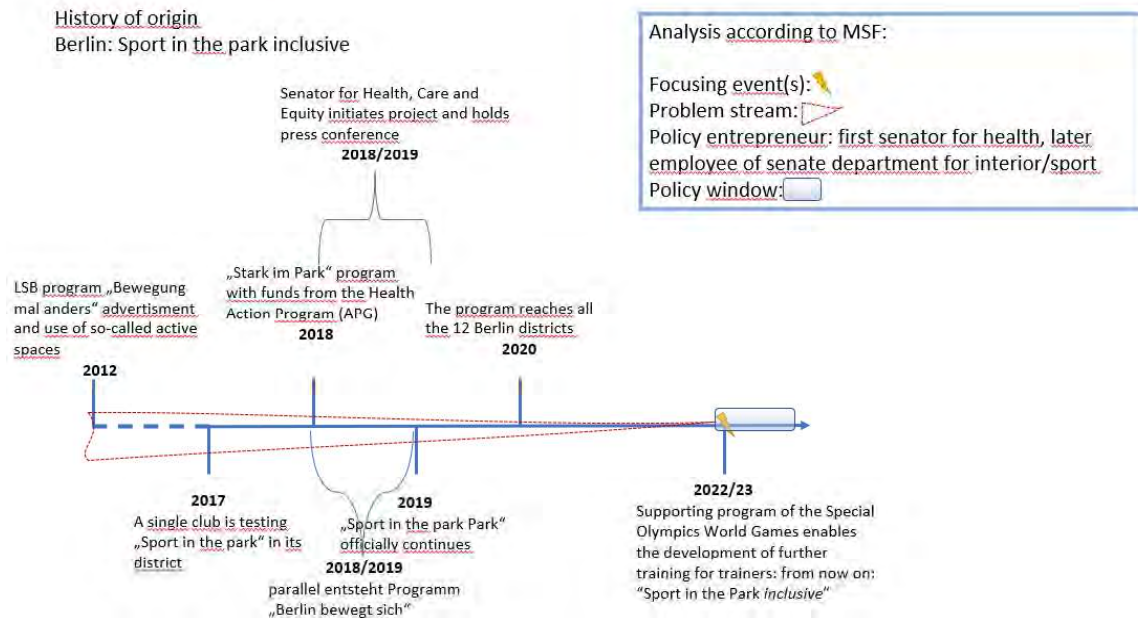 History of origin
Berlin: Sport in the park inclusive
Analysis according to MSF:
Focusing event(s):
Problem stream:
Policy entrepreneur: first senator for health, later
employee of senate department for interior/sport
Policy window:
Senator for Health, Care and
Equity initiates project and holds
press conference
2018/2019
LSB program „Bewegung
mal anders“ advertisment
and use of so-called active
spaces
2012
„Stark im Park“ program
with funds from the Health
Action Program (APG)
2018
The program reaches all
the 12 Berlin districts
2020
2017
A single club is testing
„Sport in the park“ in its
district
2019
„Sport in the park Park“
officially continues
2018/2019
parallel entsteht Programm
„Berlin bewegt sich“
2022/23
Supporting program of the Special
Olympics World Games enables
the development of further
training for trainers: from now on:
“Sport in the Park inclusive“